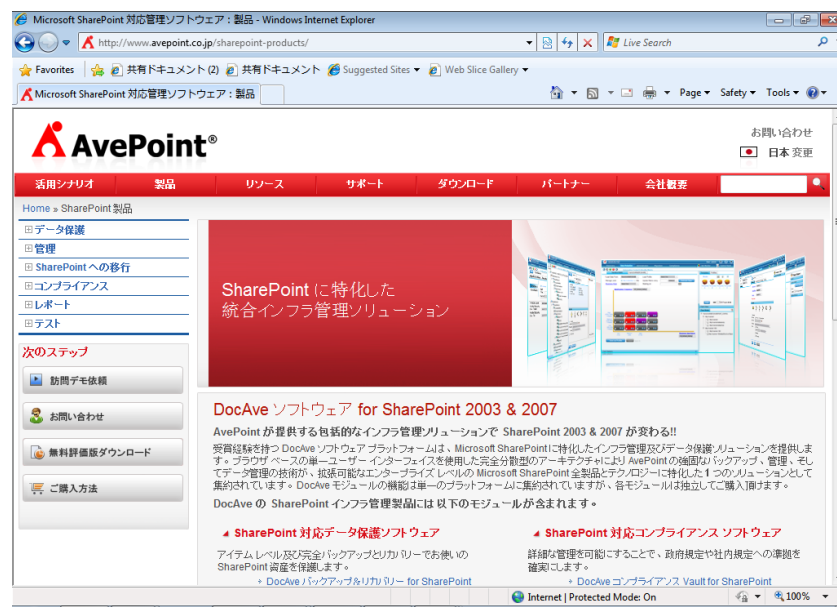 Microsoft SharePoint 対応管理ソフトウェア : 製品 - Windows Internet Explorer
http://www.avepoint.co.jp/sharepoint-products/
Live Search
Favorites 共有ドキュメント (2) 共有ドキュメント Suggested Sites Web Slice Gallery
Microsoft SharePoint 対応管理ソフトウェア : 製品
Page Safety Tools
AvePoint®
お問い合わせ
日本 変更
活用シナリオ 製品 リソース サポート ダウンロード パートナー 会社概要
Home » SharePoint 製品
データ保護
管理
SharePoint への移行
コンプライアンス
レポート
テスト
次のステップ
訪問デモ依頼
お問い合わせ
無料評価版ダウンロード
ご購入方法
SharePoint に特化した
統合インフラ管理ソリューション
DocAve ソフトウェア for SharePoint 2003 & 2007
AvePoint が提供する包括的なインフラ管理ソリューションで SharePoint 2003 & 2007 が変わる!!
受賞経験を持つ DocAve ソフトウェア プラットフォームは、Microsoft SharePointに特化したインフラ管理及びデータ保護ソリューションを提供しま
す。ブラウザ ベースの単一ユーザー インターフェイスを使用した完全分散型のアーキテクチャにより AvePoint の強固なバックアップ、管理、そし
てデータ管理の技術が、拡張可能なエンタープライズ レベルの Microsoft SharePoint 全製品とテクノロジーに特化した 1 つのソリューションとして
集約されています。DocAve モジュールの機能は単一のプラットフォームに集約されていますが、各モジュールは独立してご購入頂けます。
DocAve の SharePoint インフラ管理製品には以下のモジュールが含まれます。
SharePoint 対応データ保護ソフトウェア
アイテム レベル及び完全バックアップとリカバリーでお使いの
SharePoint 資産を保護します。
DocAve バックアップ&リカバリー for SharePoint
SharePoint 対応コンプライアンス ソフトウェア
詳細な管理を可能にすることで、政府規定や社内規定への準拠を
確実にします。
DocAve コンプライアンス Vault for SharePoint
Internet | Protected Mode: On
100%